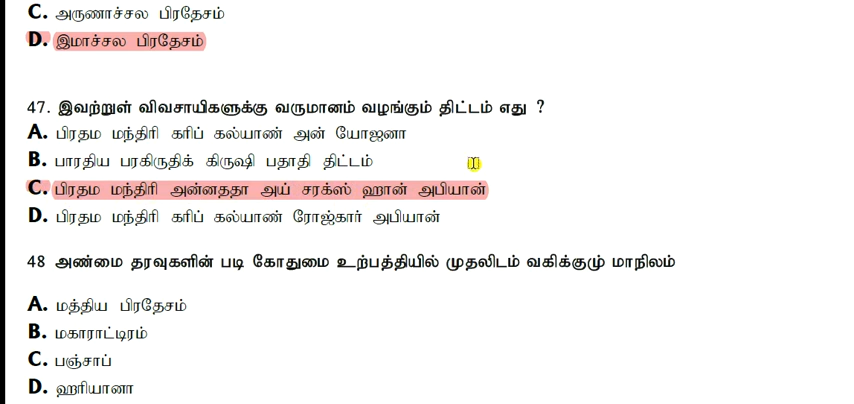 C. அருணாச்சல பிரதேசம்
D. இமாச்சல பிரதேசம்
47. இவற்றுள் விவசாயிகளுக்கு வருமானம் வழங்கும் திட்டம் எது ?
A. பிரதம மந்திரி கரிப் கல்யாண் அன் யோஜனா
B. பாரதிய பரகிருதிக் கிருஷி பதாதி திட்டம்
C. பிரதம மந்திரி அன்னததா அய் சரக்ஸ் ஹான் அபியான்
D. பிரதம மந்திரி கரிப் கல்யாண் ரோஜ்கார் அபியான்
48 அண்மை தரவுகளின் படி கோதுமை உற்பத்தியில் முதலிடம் வகிக்குமு் மாநிலம்
A. மத்திய பிரதேசம்
B. மகாராட்டிரம்
C. பஞ்சாப்
D. ஹரியானா